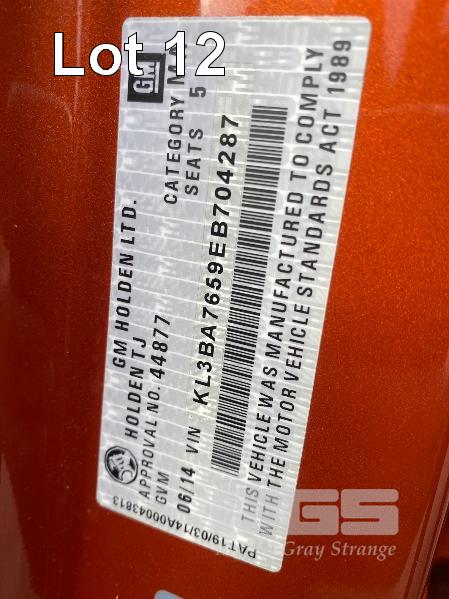 Lot 12
GM
GM HOLDEN LTD.
HOLDEN TJ
CATEGORY MA
APPROVAL NO. 44877
SEATS 5
GVM
06/14 VIN KL3BA7659EB704287
THIS VEHICLE WAS MANUFACTURED TO COMPLY
WITH THE MOTOR VEHICLE STANDARDS ACT 1989
PAT19/03/14A00043813
GS
Gray Strange